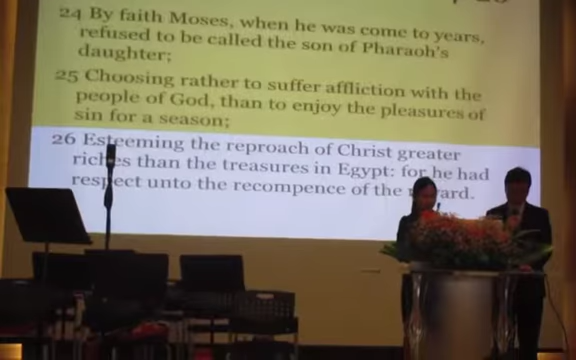 24 By faith Moses, when he was come to years,
refused to be called the son of Pharaoh's
daughter;
25 Choosing rather to suffer affliction with the
people of God, than to enjoy the pleasures of
sin for a season;
26 Esteeming the reproach of Christ greater
riches than the treasures in Egypt: for he had
respect unto the recompence of the reward.